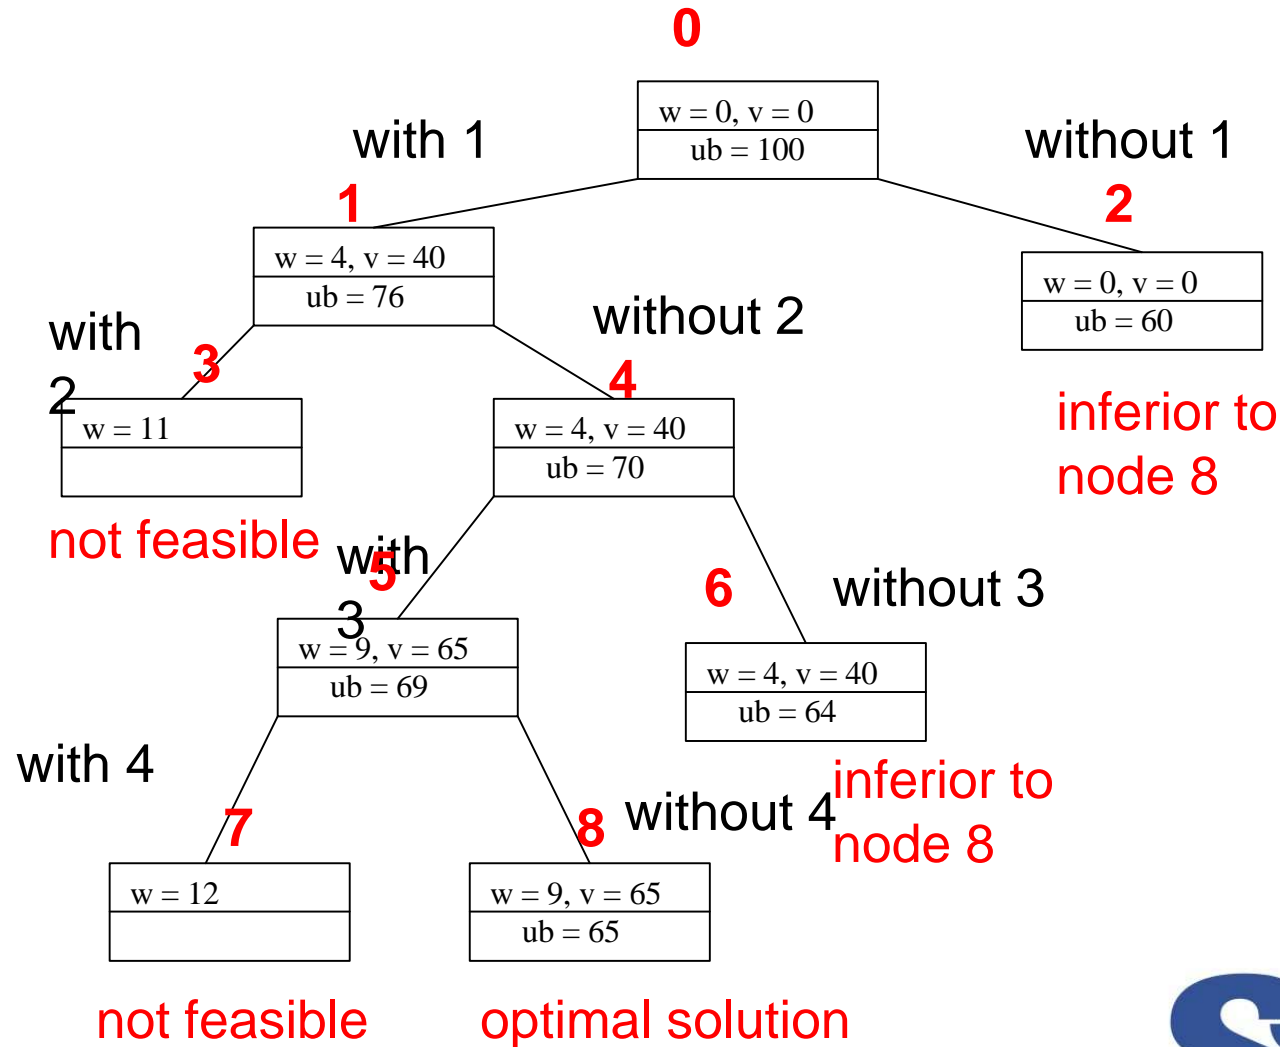 0
w = 0, v = 0
ub = 100
with 1
without 1
1
2
w = 4, v = 40
ub = 76
w = 0, v = 0
ub = 60
with
2
without 2
3
4
w = 11
w = 4, v = 40
ub = 70
inferior to
node 8
not feasible
with
3
5
6
without 3
w = 9, v = 65
ub = 69
w = 4, v = 40
ub = 64
with 4
without 4
inferior to
node 8
7
8
w = 12
w = 9, v = 65
ub = 65
not feasible
optimal solution